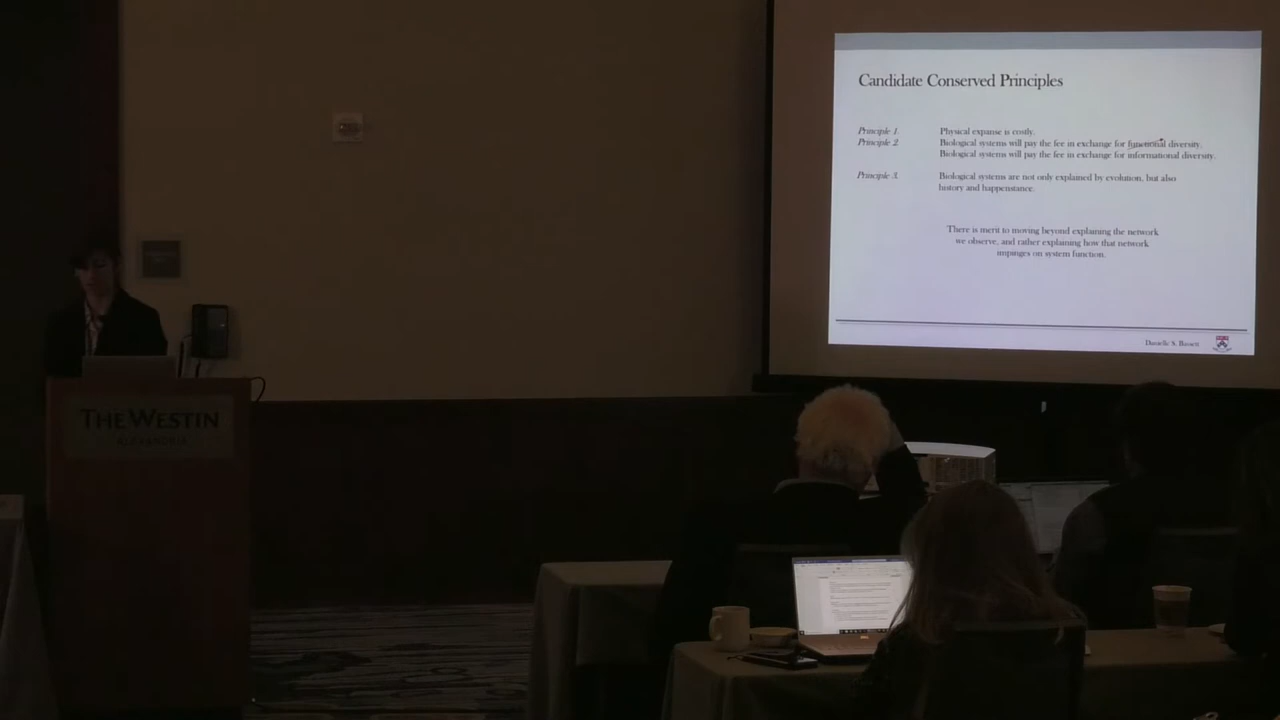 Candidate Conserved Principles
Principle 1. Physical expanse is costly.
Principle 2. Biological systems will pay the fee in exchange for functional diversity.
Biological systems will pay the fee in exchange for informational diversity.
Principle 3. Biological systems are not only explained by evolution, but also
history and happenstance.
There is merit to moving beyond explaining the network
we observe, and rather explaining how that network
impinges on system function.
Danielle S. Bassett
THE WESTIN
ALEXANDRIA